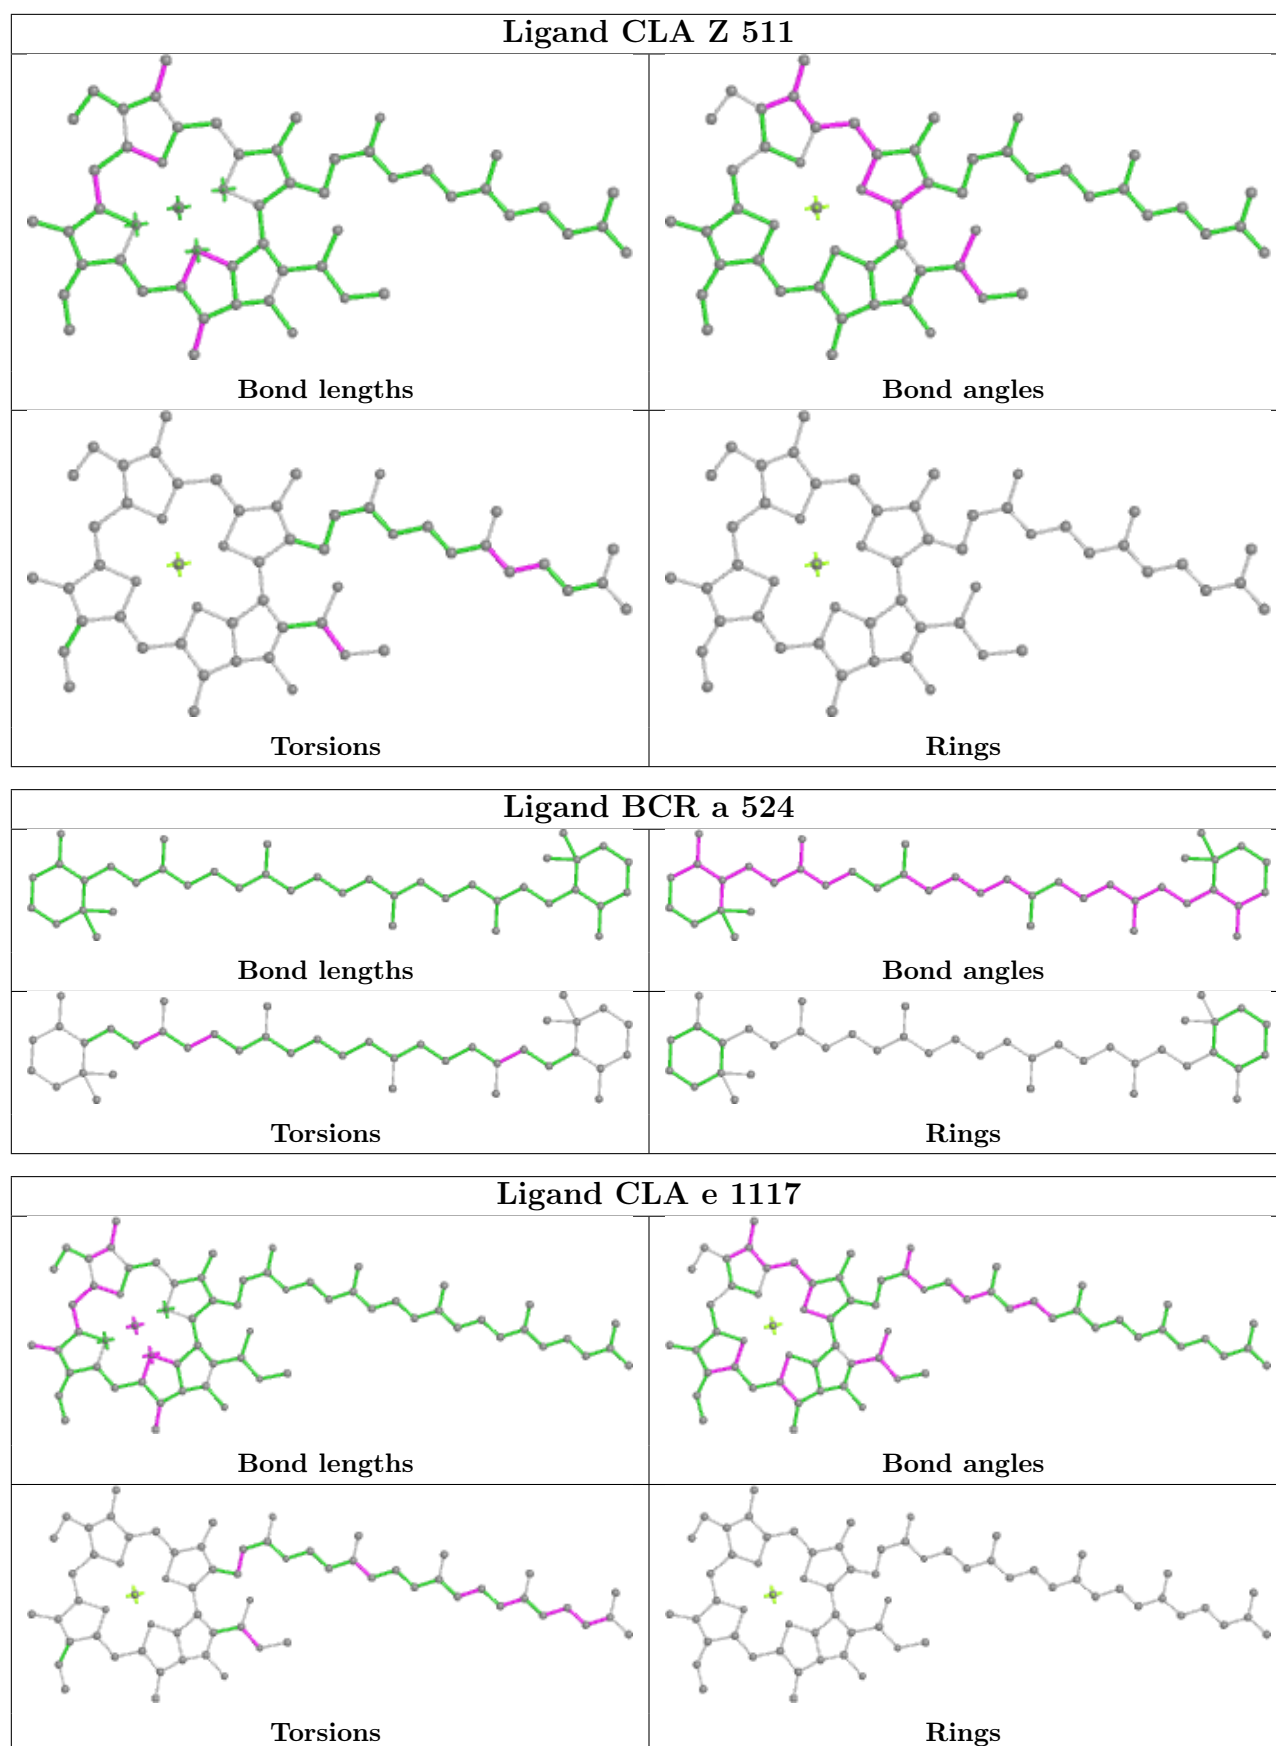 Ligand CLA Z 511
Bond lengths
Bond angles
Torsions
Rings
Ligand BCR a 524
Bond lengths
Bond angles
Torsions
Rings
Ligand CLA e 1117
Bond lengths
Bond angles
Torsions
Rings